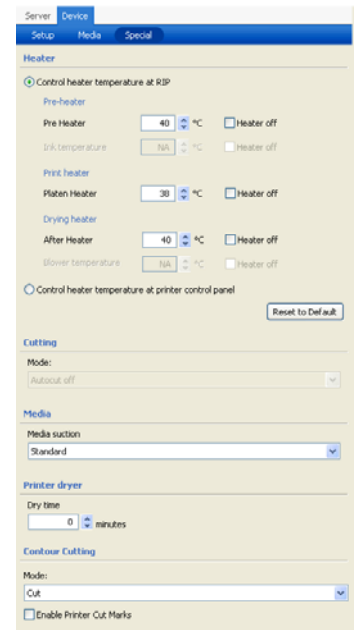 Server Device
Setup Media Special
Heater
Control heater temperature at RIP
Pre-heater
Pre Heater 40 °C Heater off
Ink temperature NA °C Heater off
Print heater
Platen Heater 38 °C Heater off
Drying heater
After Heater 40 °C Heater off
Blower temperature NA °C Heater off
Control heater temperature at printer control panel
Reset to Default
Cutting
Mode:
Autocut off
Media
Media suction
Standard
Printer dryer
Dry time
0 minutes
Contour Cutting
Mode:
Cut
Enable Printer Cut Marks